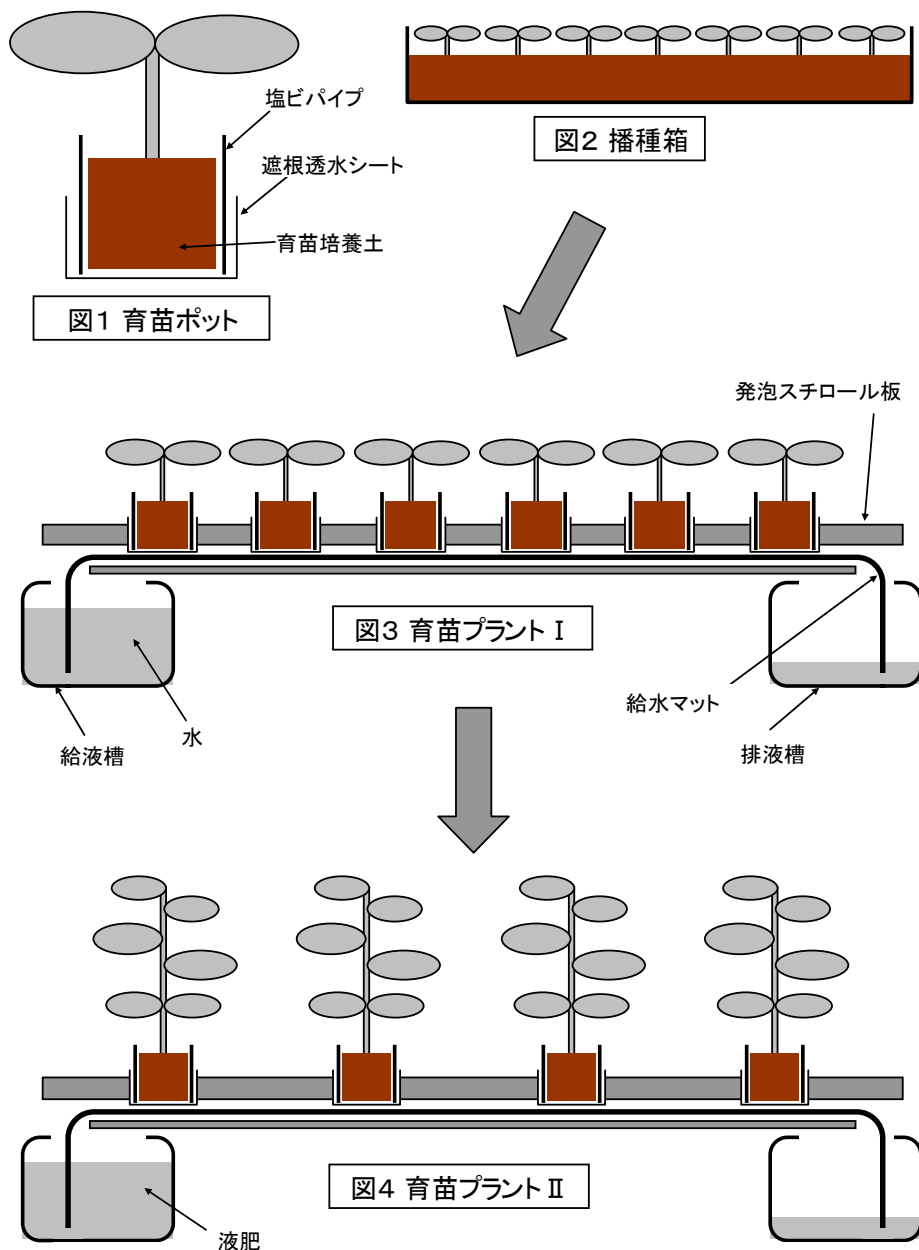 塩ビパイプ
遮根透水シート
育苗培養土
図1 育苗ポット
図2 播種箱
発泡スチロール板
図3 育苗プラント Ⅰ
給水マット
水
給液槽
排液槽
図4 育苗プラント Ⅱ
液肥